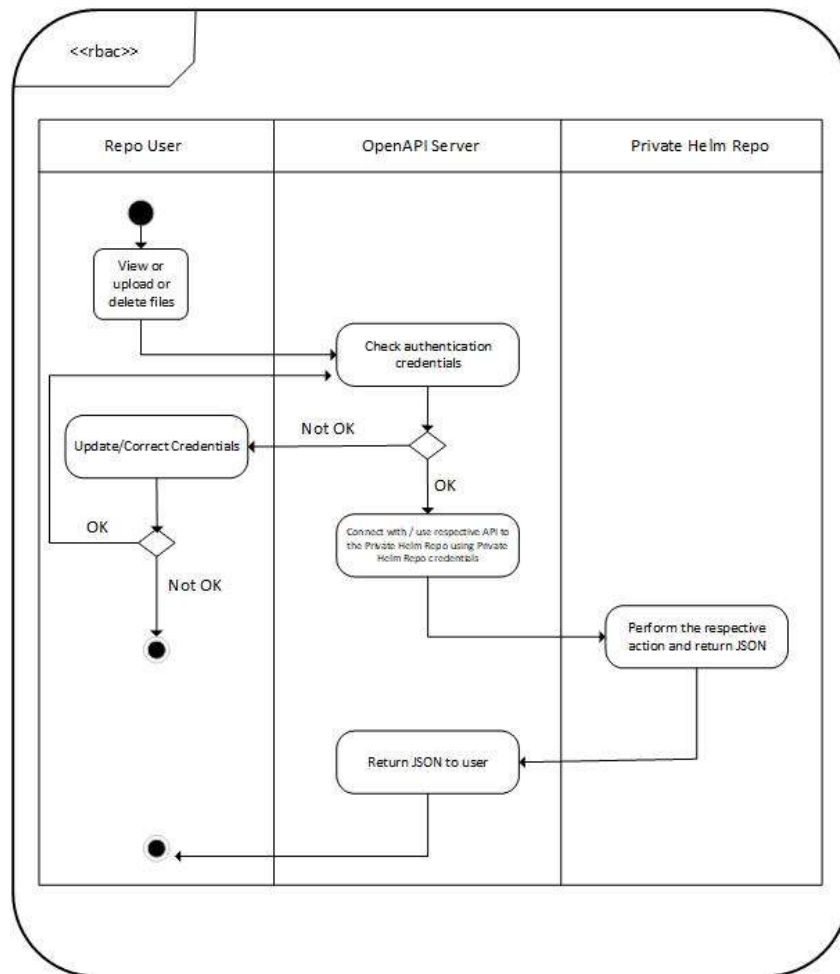 <<rbac>>
Repo User
OpenAPI Server
Private Helm Repo
View or
upload or
delete files
Check authentication
credentials
Not OK
Update/Correct Credentials
OK
OK
Connect with / use respective API to
the Private Helm Repo using Private
Helm Repo credentials
Not OK
Perform the respective
action and return JSON
Return JSON to user